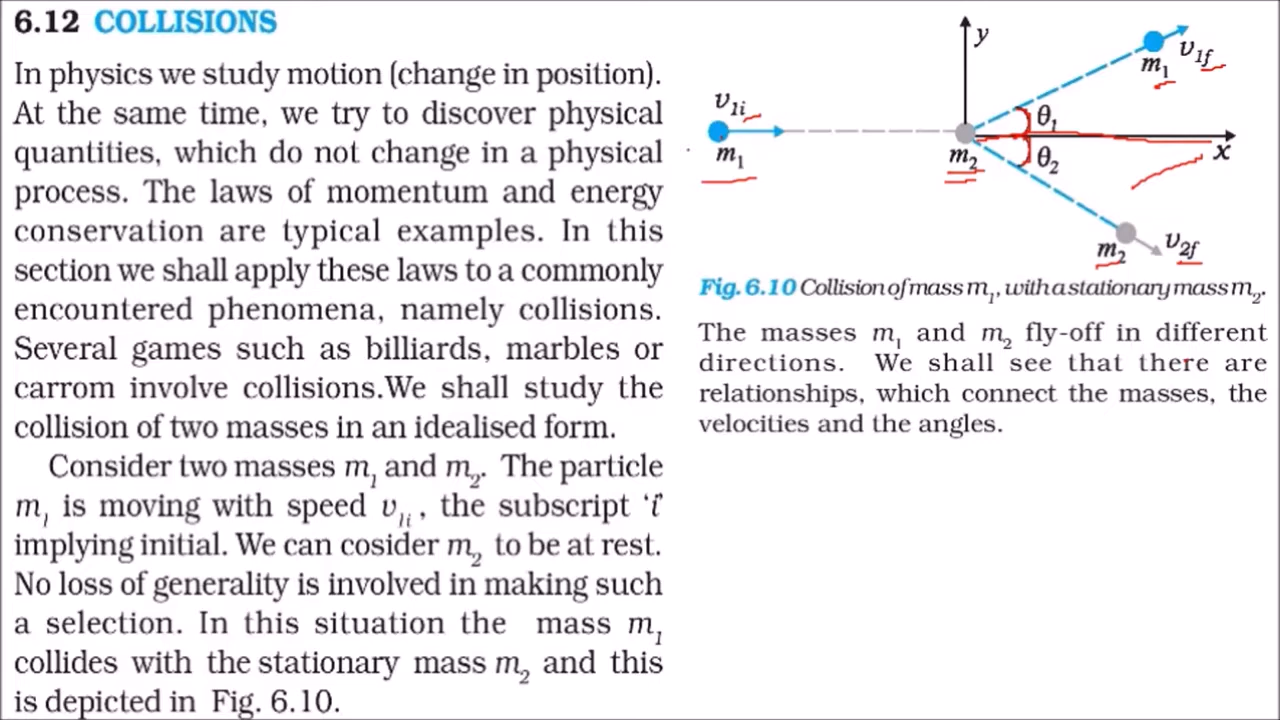 6.12 COLLISIONS
In physics we study motion (change in position).
At the same time, we try to discover physical
quantities, which do not change in a physical
process. The laws of momentum and energy
conservation are typical examples. In this
section we shall apply these laws to a commonly
encountered phenomena, namely collisions.
Several games such as billiards, marbles or
carrom involve collisions.We shall study the
collision of two masses in an idealised form.
Consider two masses m₁ and m₂. The particle
m₁ is moving with speed v₁ᵢ, the subscript ‘i’
implying initial. We can cosider m₂ to be at rest.
No loss of generality is involved in making such
a selection. In this situation the mass m₁
collides with the stationary mass m₂ and this
is depicted in Fig. 6.10.
y
m₁
v1f
v₁ᵢ
m₁
m₂
θ₁
θ₂
x
m₂
v2f
Fig. 6.10 Collision of mass m₁, with a stationary mass m₂.
The masses m₁ and m₂ fly-off in different
directions. We shall see that there are
relationships, which connect the masses, the
velocities and the angles.